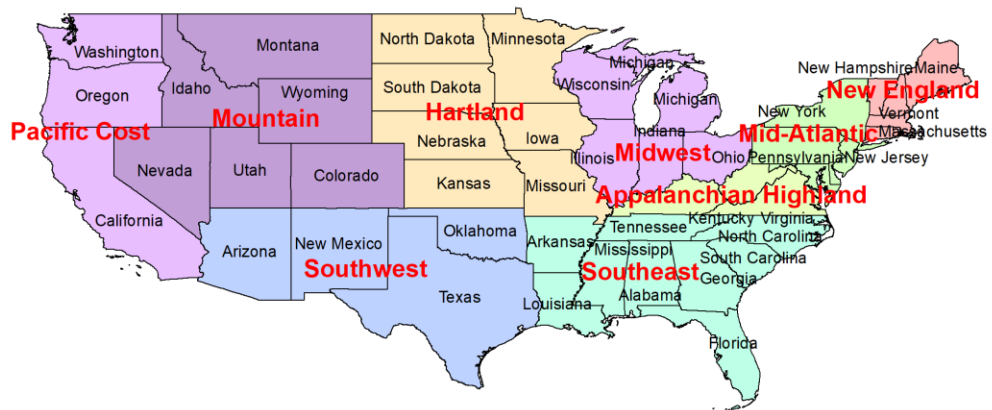 Washington
Montana
North Dakota
Minnesota
Michigan
New Hampshire
Maine
Oregon
Idaho
Wyoming
South Dakota
Wisconsin
Michigan
New England
New York
Vermont
Pacific Cost
Mountain
Hartland
Iowa
Indiana
Mid-Atlantic
Massachusetts
Nebraska
Illinois
Midwest
Ohio
Pennsylvania
New Jersey
Nevada
Utah
Colorado
Kansas
Missouri
Appalanchian Highland
California
Kentucky
Virginia
Tennessee
North Carolina
Arizona
New Mexico
Oklahoma
Arkansas
Mississippi
South Carolina
Southwest
Southeast
Georgia
Texas
Louisiana
Alabama
Florida